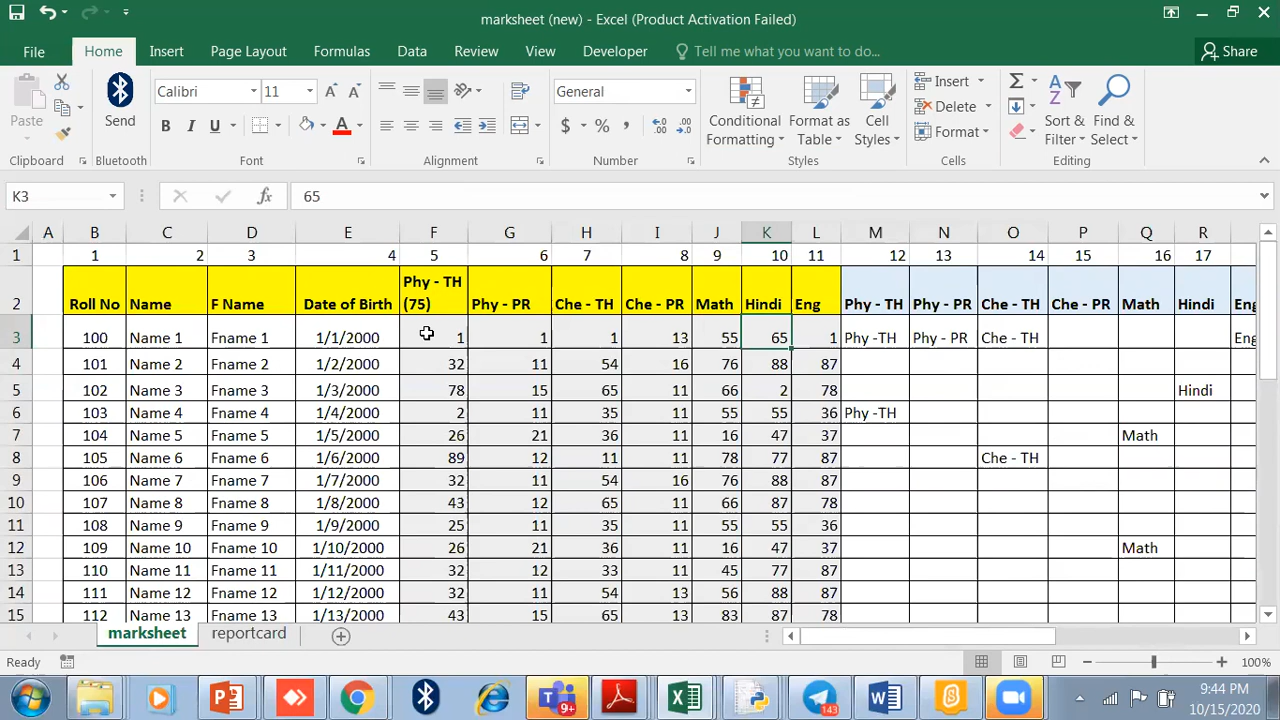 marksheet (new) - Excel (Product Activation Failed)
File Home Insert Page Layout Formulas Data Review View Developer Tell me what you want to do... Share
Paste Send Calibri 11 General Conditional Formatting Format as Table Cell Styles Insert Delete Format Sort & Filter Find & Select
B I U A $ % ,
Clipboard Bluetooth Font Alignment Number Styles Cells Editing
K3 fx 65
A B C D E F G H I J K L M N O P Q R
1 1 2 3 4 5 6 7 8 9 10 11 12 13 14 15 16 17
2 Roll No Name F Name Date of Birth Phy - TH (75) Phy - PR Che - TH Che - PR Math Hindi Eng Phy - TH Phy - PR Che - TH Che - PR Math Hindi Eng
3 100 Name 1 Fname 1 1/1/2000 1 1 1 13 55 65 1 Phy -TH Phy - PR Che - TH Eng
4 101 Name 2 Fname 2 1/2/2000 32 11 54 16 76 88 87
5 102 Name 3 Fname 3 1/3/2000 78 15 65 11 66 2 78 Hindi
6 103 Name 4 Fname 4 1/4/2000 2 11 35 11 55 55 36 Phy -TH
7 104 Name 5 Fname 5 1/5/2000 26 21 36 11 16 47 37 Math
8 105 Name 6 Fname 6 1/6/2000 89 12 11 11 78 77 87 Che - TH
9 106 Name 7 Fname 7 1/7/2000 32 11 54 16 76 88 87
10 107 Name 8 Fname 8 1/8/2000 43 12 65 11 66 87 78
11 108 Name 9 Fname 9 1/9/2000 25 11 35 11 55 55 36
12 109 Name 10 Fname 10 1/10/2000 26 21 36 11 16 47 37 Math
13 110 Name 11 Fname 11 1/11/2000 32 12 33 11 45 77 87
14 111 Name 12 Fname 12 1/12/2000 32 11 54 13 56 88 87
15 112 Name 13 Fname 13 1/13/2000 43 15 65 11 83 87 78
marksheet reportcard
Ready 100%
9+ 143 9:44 PM
10/15/2020